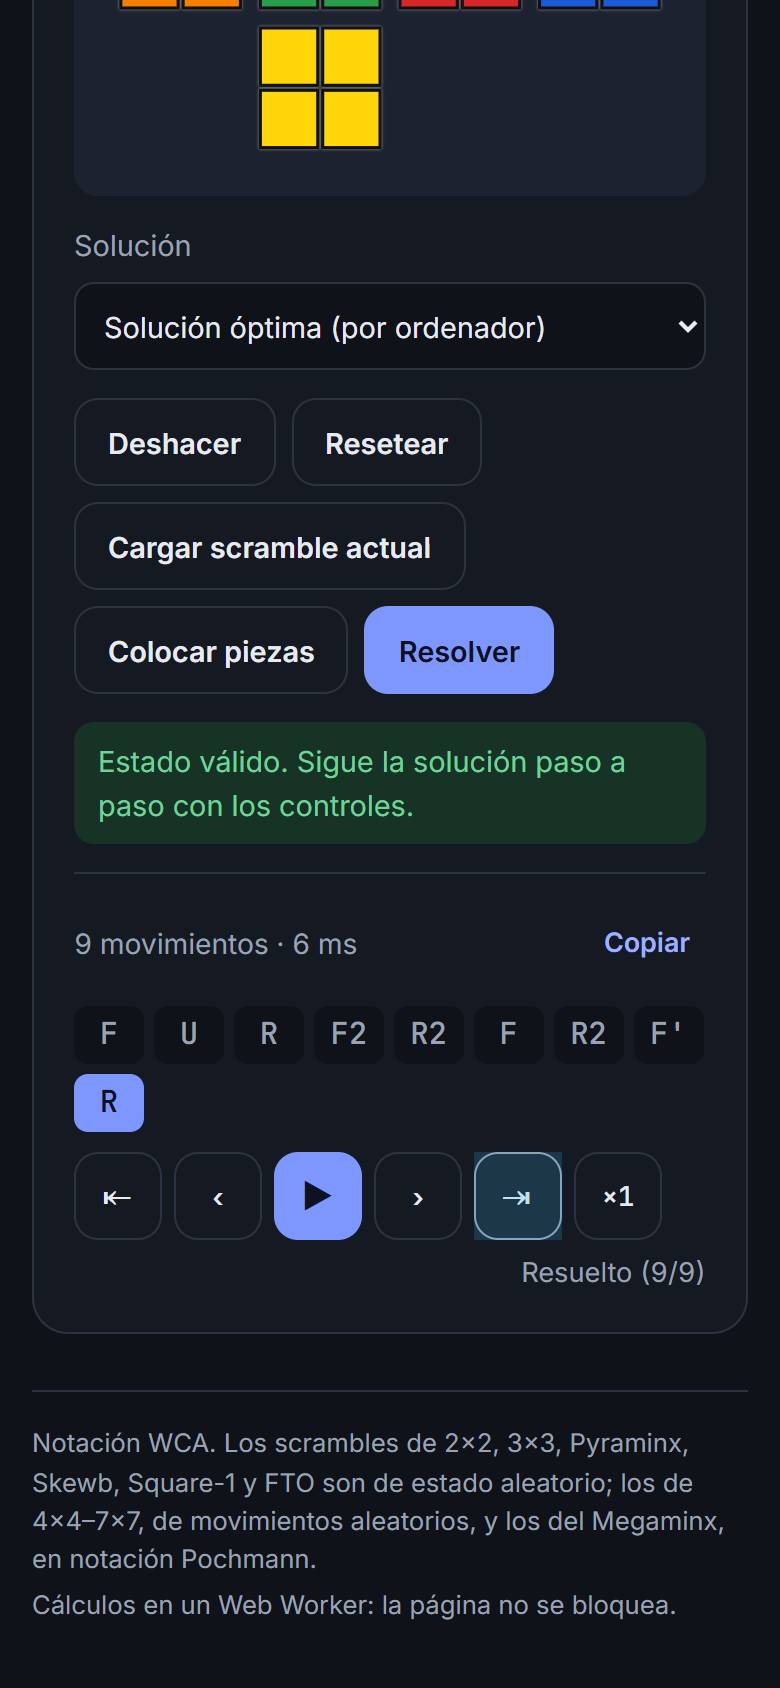 Solución
Solución óptima (por ordenador)
Deshacer
Resetear
Cargar scramble actual
Colocar piezas
Resolver
Estado válido. Sigue la solución paso a
paso con los controles.
9 movimientos · 6 ms
Copiar
F U R F2 R2 F R2 F'
R
×1
Resuelto (9/9)
Notación WCA. Los scrambles de 2×2, 3×3, Pyraminx,
Skewb, Square-1 y FTO son de estado aleatorio; los de
4×4–7×7, de movimientos aleatorios, y los del Megaminx,
en notación Pochmann.
Cálculos en un Web Worker: la página no se bloquea.